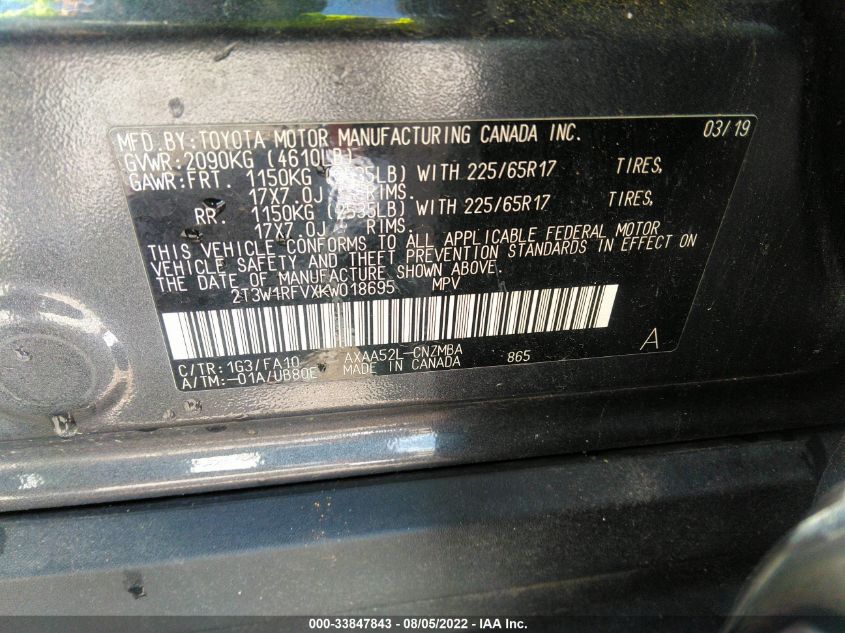 MFD. BY: TOYOTA MOTOR MANUFACTURING CANADA INC. 03/19
GVWR: 2090KG (4610LB)
GAWR: FRT. 1150KG (2535LB) WITH 225/65R17 TIRES,
17X7.0J RIMS.
RR. 1150KG (2535LB) WITH 225/65R17 TIRES,
17X7.0J RIMS.
THIS VEHICLE CONFORMS TO ALL APPLICABLE FEDERAL MOTOR
VEHICLE SAFETY AND THEFT PREVENTION STANDARDS IN EFFECT ON
THE DATE OF MANUFACTURE SHOWN ABOVE.
2T3W1RFVXKW018695 MPV
C/TR: 1G3/FA10 AXAA52L-CNZMBA 865 A
A/TM: -01A/UB80E MADE IN CANADA
000-33847843 - 08/05/2022 - IAA Inc.